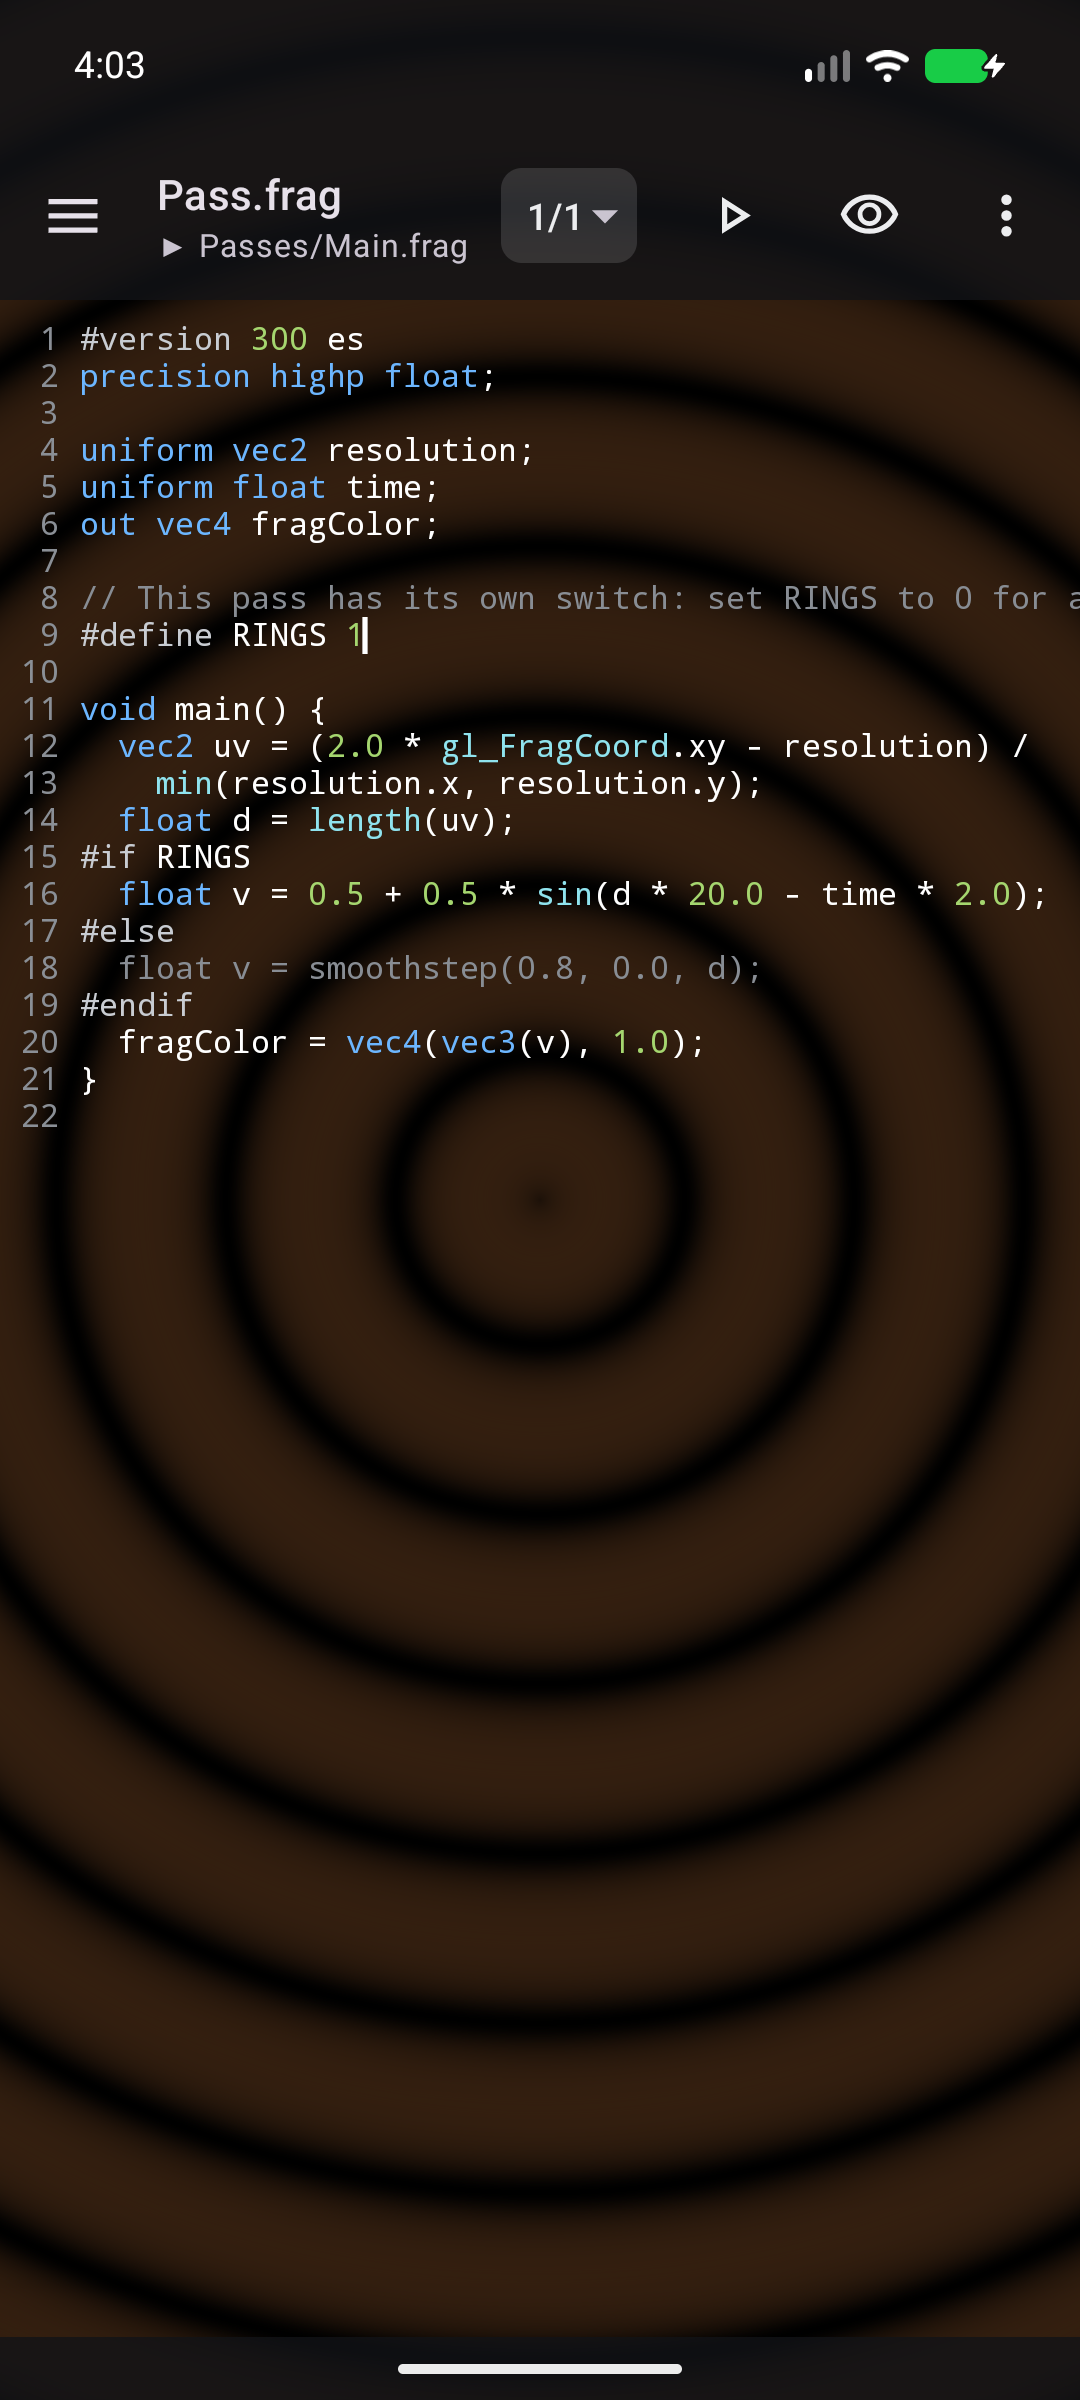 4:03
Pass.frag
1/1
► Passes/Main.frag
1 #version 300 es
2 precision highp float;
3
4 uniform vec2 resolution;
5 uniform float time;
6 out vec4 fragColor;
7
8 // This pass has its own switch: set RINGS to 0 for a
9 #define RINGS 1
10
11 void main() {
12   vec2 uv = (2.0 * gl_FragCoord.xy - resolution) /
13     min(resolution.x, resolution.y);
14   float d = length(uv);
15 #if RINGS
16   float v = 0.5 + 0.5 * sin(d * 20.0 - time * 2.0);
17 #else
18   float v = smoothstep(0.8, 0.0, d);
19 #endif
20   fragColor = vec4(vec3(v), 1.0);
21 }
22